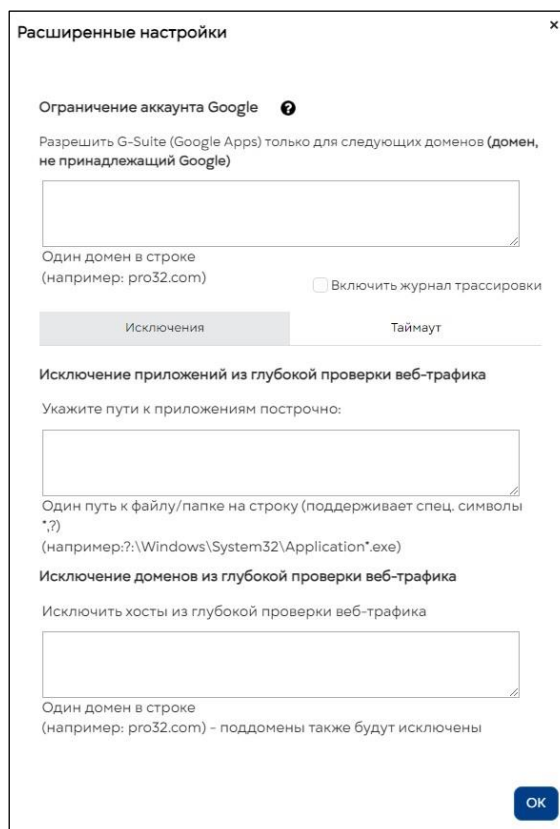 Расширенные настройки
×
Ограничение аккаунта Google ?
Разрешить G-Suite (Google Apps) только для следующих доменов (домен,
не принадлежащий Google)
Один домен в строке
(например: pro32.com)
Включить журнал трассировки
Исключения
Таймаут
Исключение приложений из глубокой проверки веб-трафика
Укажите пути к приложениям построчно:
Один путь к файлу/папке на строку (поддерживает спец. символы
*,?)
(например:?:\Windows\System32\Application*.exe)
Исключение доменов из глубокой проверки веб-трафика
Исключить хосты из глубокой проверки веб-трафика
Один домен в строке
(например: pro32.com) – поддомены также будут исключены
ОК